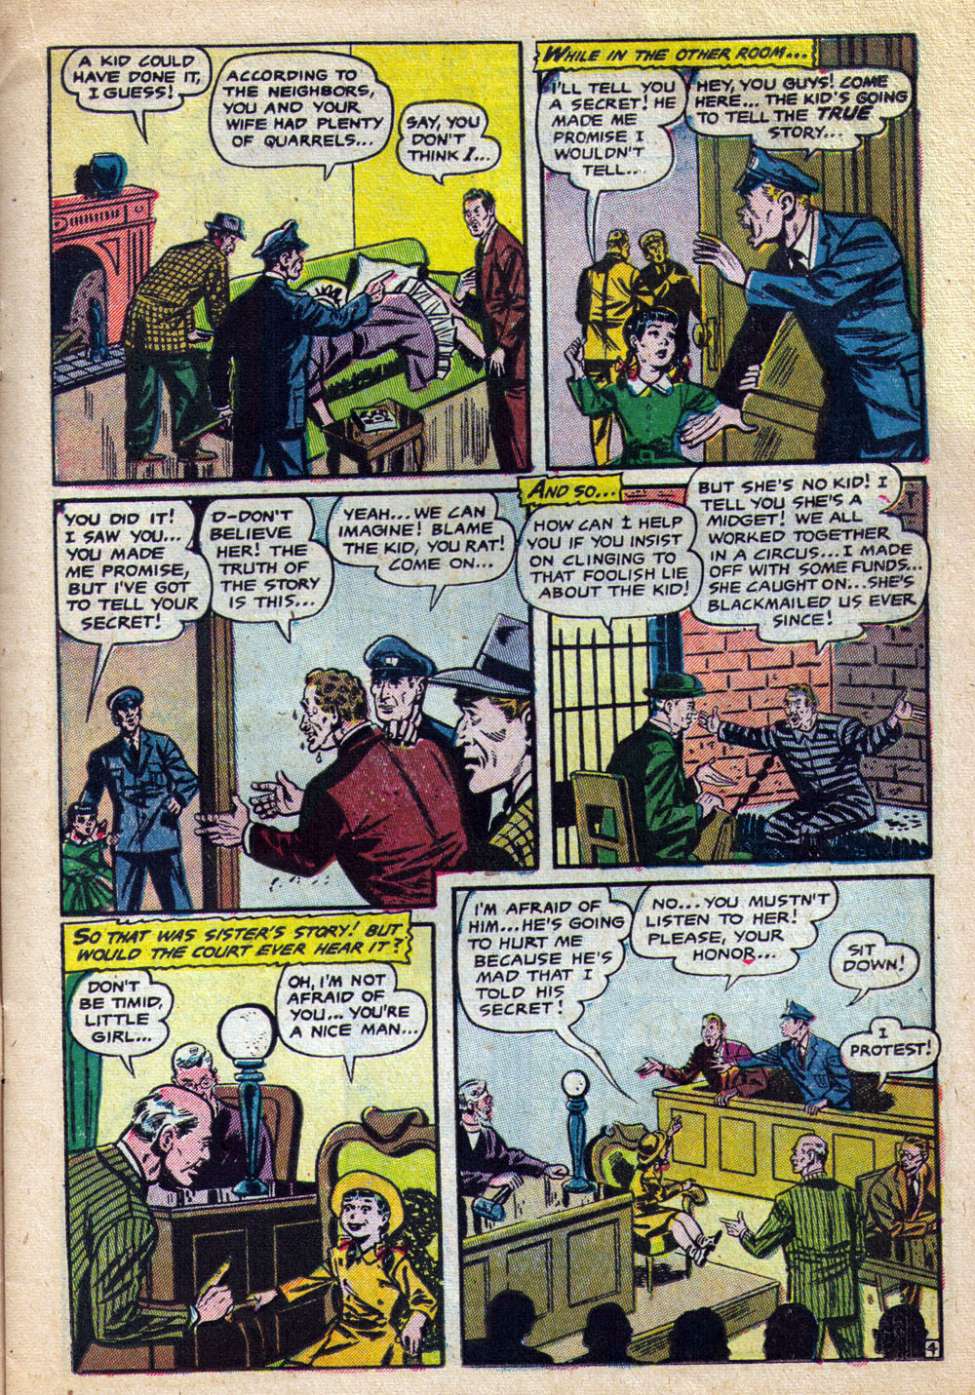 A KID COULD
HAVE DONE IT,
I GUESS!
ACCORDING TO
THE NEIGHBORS,
YOU AND YOUR
WIFE HAD PLENTY
OF QUARRELS...
SAY, YOU
DON'T
THINK I...
WHILE IN THE OTHER ROOM...
I'LL TELL YOU
A SECRET! HE
MADE ME
PROMISE I
WOULDN'T
TELL...
HEY, YOU GUYS! COME
HERE... THE KID'S GOING
TO TELL THE TRUE
STORY...
YOU DID IT!
I SAW YOU...
YOU MADE
ME PROMISE,
BUT I'VE GOT
TO TELL YOUR
SECRET!
D-DON'T
BELIEVE
HER! THE
TRUTH OF
THE STORY
IS THIS...
YEAH... WE CAN
IMAGINE! BLAME
THE KID, YOU RAT!
COME ON...
AND SO...
HOW CAN I HELP
YOU IF YOU INSIST
ON CLINGING TO
THAT FOOLISH LIE
ABOUT THE KID!
BUT SHE'S NO KID! I
TELL YOU SHE'S A
MIDGET! WE ALL
WORKED TOGETHER
IN A CIRCUS... I MADE
OFF WITH SOME FUNDS...
SHE CAUGHT ON... SHE'S
BLACKMAILED US EVER
SINCE!
SO THAT WAS SISTER'S STORY! BUT
WOULD THE COURT EVER HEAR IT?
DON'T
BE TIMID,
LITTLE
GIRL...
OH, I'M NOT
AFRAID OF
YOU... YOU'RE
A NICE MAN...
I'M AFRAID OF
HIM... HE'S GOING
TO HURT ME
BECAUSE HE'S
MAD THAT I
TOLD HIS
SECRET!
NO... YOU MUSTN'T
LISTEN TO HER!
PLEASE, YOUR
HONOR...
SIT
DOWN!
I
PROTEST!
4